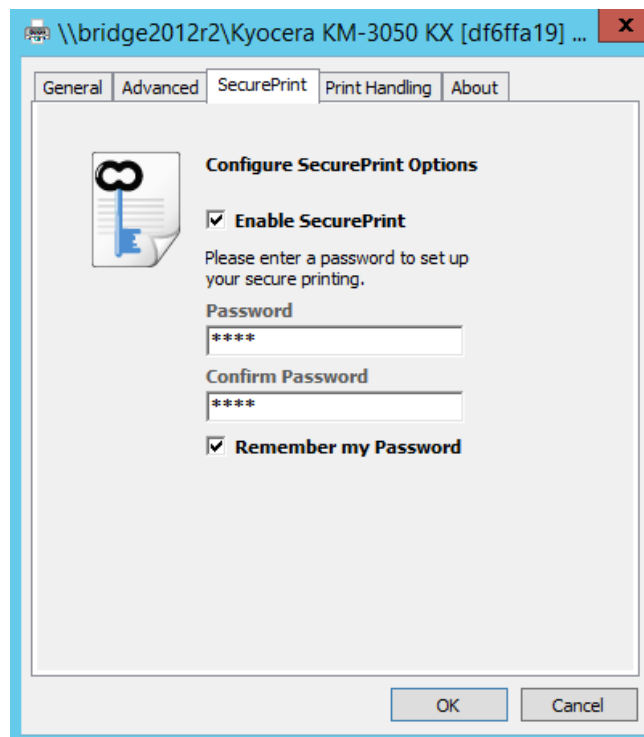 \\bridge2012r2\Kyocera KM-3050 KX [df6ffa19] ... x
General Advanced SecurePrint Print Handling About
Configure SecurePrint Options
Enable SecurePrint
Please enter a password to set up
your secure printing.
Password
****
Confirm Password
****
Remember my Password
OK Cancel